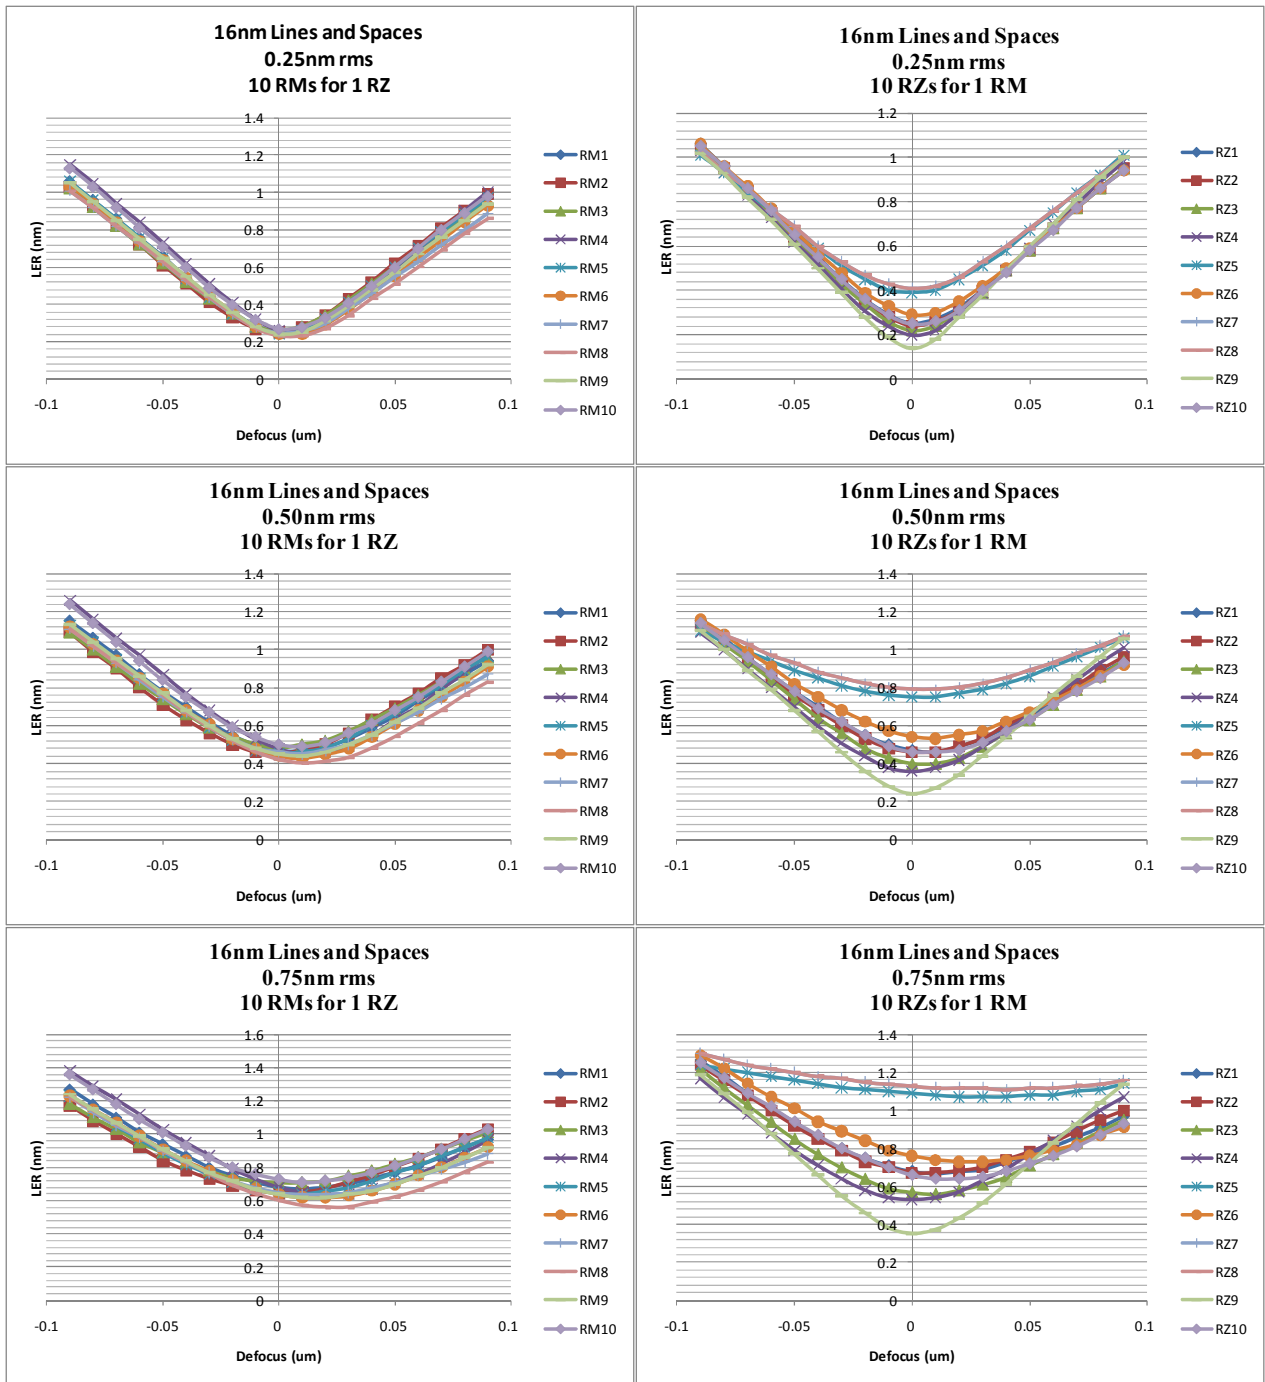 16nm Lines and Spaces
0.25nm rms
10 RMs for 1 RZ
LER (nm)
1.4
1.2
1
0.8
0.6
0.4
0.2
0
-0.1
-0.05
0
0.05
0.1
Defocus (um)
RM1
RM2
RM3
RM4
RM5
RM6
RM7
RM8
RM9
RM10
16nm Lines and Spaces
0.25nm rms
10 RZs for 1 RM
LER (nm)
1.2
1
0.8
0.6
0.4
0.2
0
-0.1
-0.05
0
0.05
0.1
Defocus (um)
RZ1
RZ2
RZ3
RZ4
RZ5
RZ6
RZ7
RZ8
RZ9
RZ10
16nm Lines and Spaces
0.50nm rms
10 RMs for 1 RZ
LER (nm)
1.4
1.2
1
0.8
0.6
0.4
0.2
0
-0.1
-0.05
0
0.05
0.1
Defocus (um)
RM1
RM2
RM3
RM4
RM5
RM6
RM7
RM8
RM9
RM10
16nm Lines and Spaces
0.50nm rms
10 RZs for 1 RM
LER (nm)
1.4
1.2
1
0.8
0.6
0.4
0.2
0
-0.1
-0.05
0
0.05
0.1
Defocus (um)
RZ1
RZ2
RZ3
RZ4
RZ5
RZ6
RZ7
RZ8
RZ9
RZ10
16nm Lines and Spaces
0.75nm rms
10 RMs for 1 RZ
LER (nm)
1.6
1.4
1.2
1
0.8
0.6
0.4
0.2
0
-0.1
-0.05
0
0.05
0.1
Defocus (um)
RM1
RM2
RM3
RM4
RM5
RM6
RM7
RM8
RM9
RM10
16nm Lines and Spaces
0.75nm rms
10 RZs for 1 RM
LER (nm)
1.4
1.2
1
0.8
0.6
0.4
0.2
0
-0.1
-0.05
0
0.05
0.1
Defocus (um)
RZ1
RZ2
RZ3
RZ4
RZ5
RZ6
RZ7
RZ8
RZ9
RZ10